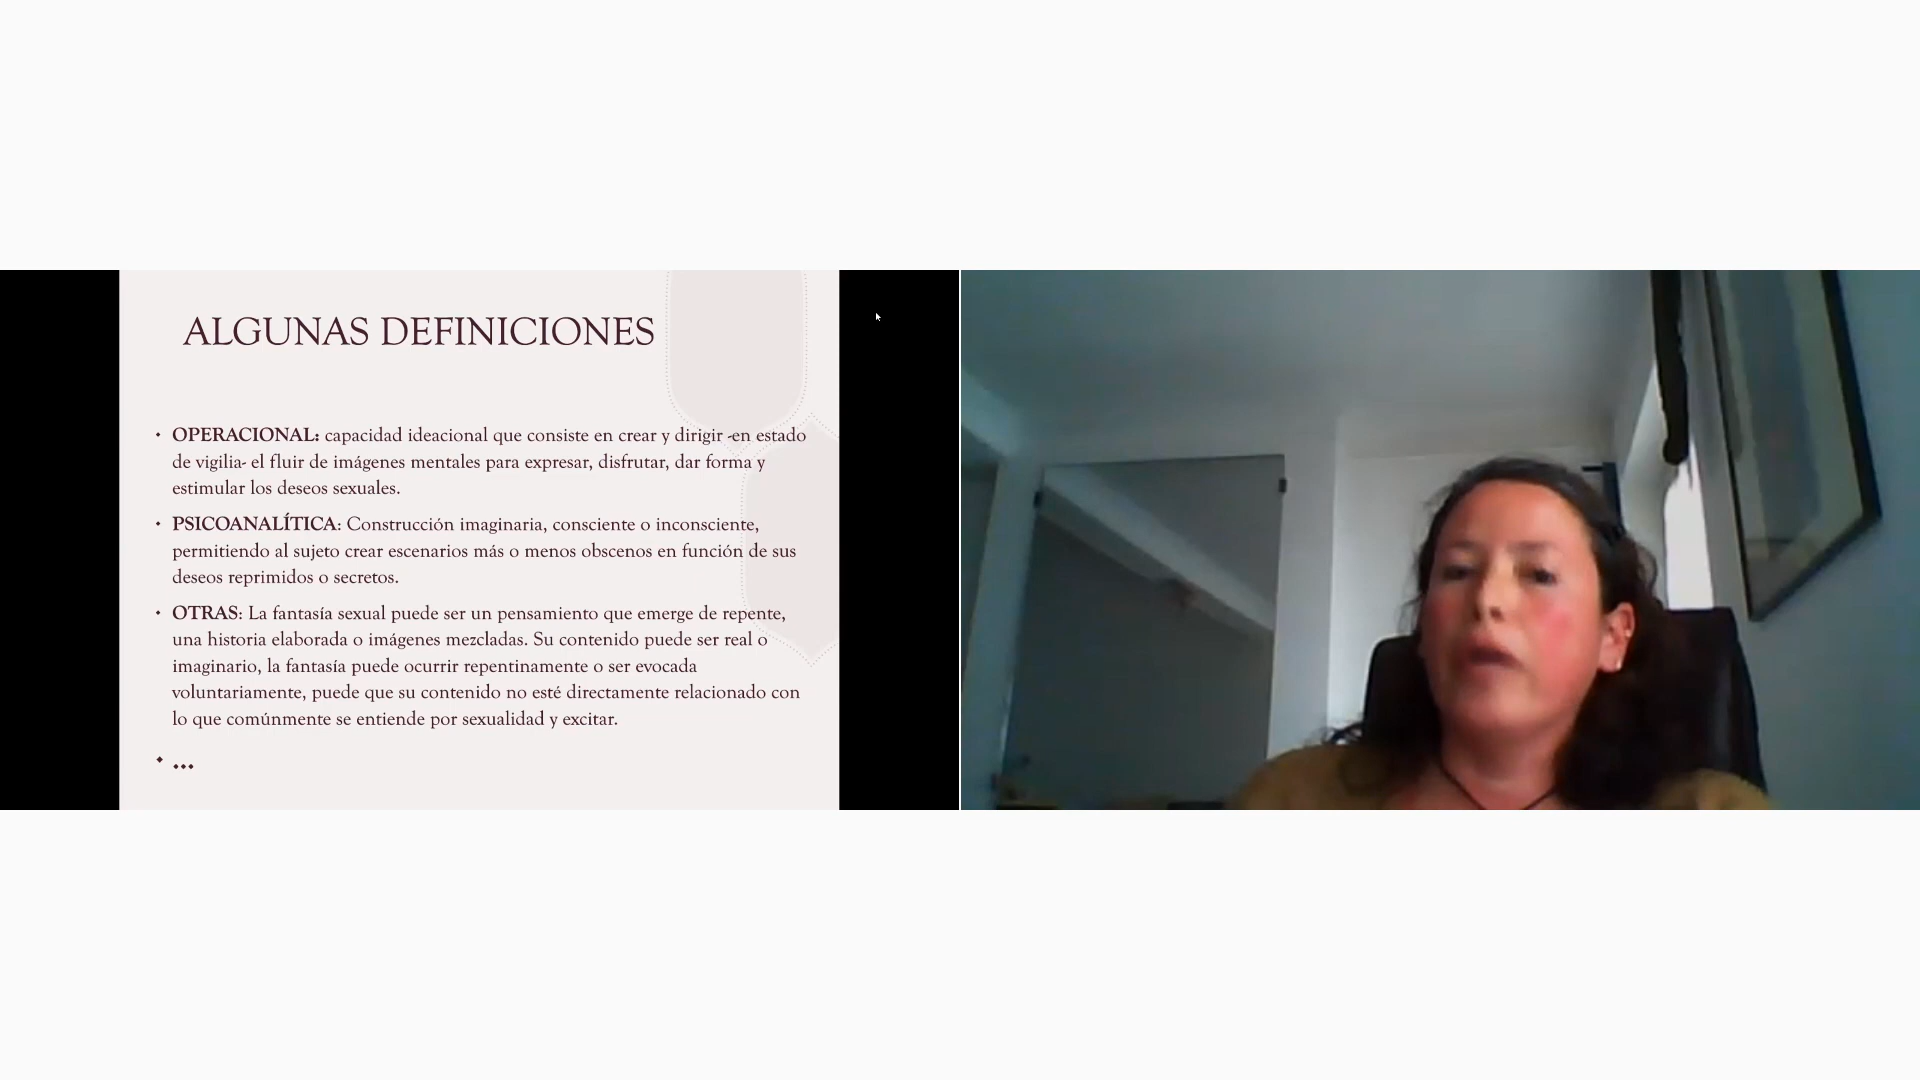 ALGUNAS DEFINICIONES
• OPERACIONAL: capacidad ideacional que consiste en crear y dirigir -en estado
de vigilia- el fluir de imágenes mentales para expresar, disfrutar, dar forma y
estimular los deseos sexuales.
• PSICOANALÍTICA: Construcción imaginaria, consciente o inconsciente,
permitiendo al sujeto crear escenarios más o menos obscenos en función de sus
deseos reprimidos o secretos.
• OTRAS: La fantasía sexual puede ser un pensamiento que emerge de repente,
una historia elaborada o imágenes mezcladas. Su contenido puede ser real o
imaginario, la fantasía puede ocurrir repentinamente o ser evocada
voluntariamente, puede que su contenido no esté directamente relacionado con
lo que comúnmente se entiende por sexualidad y excitar.
• ...